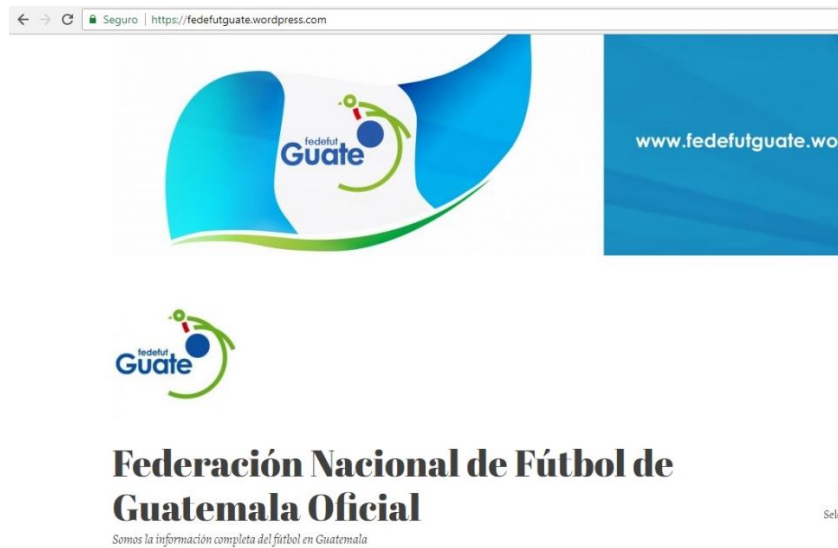 Seguro | https://fedefutguate.wordpress.com
fedefut
Guate
www.fedefutguate.wo
fedefut
Guate
Federación Nacional de Fútbol de
Guatemala Oficial
Somos la información completa del fútbol en Guatemala